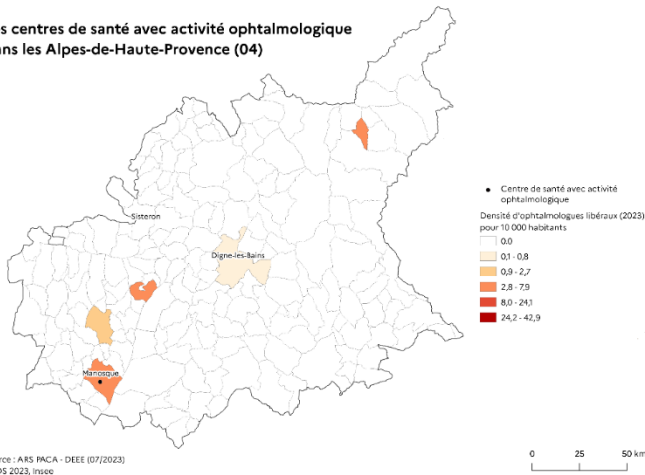 s centres de santé avec activité ophtalmologique
ans les Alpes-de-Haute-Provence (04)
Sisteron
Digne-les-Bains
Manosque
Centre de santé avec activité
ophtalmologique
Densité d'ophtalmologues libéraux (2023)
pour 10 000 habitants
0.0
0,1 - 0,8
0,9 - 2,7
2,8 - 7,9
8,0 - 24,1
24,2 - 42,9
rce : ARS PACA - DEEE (07/2023)
OS 2023, Insee
0 25 50 km